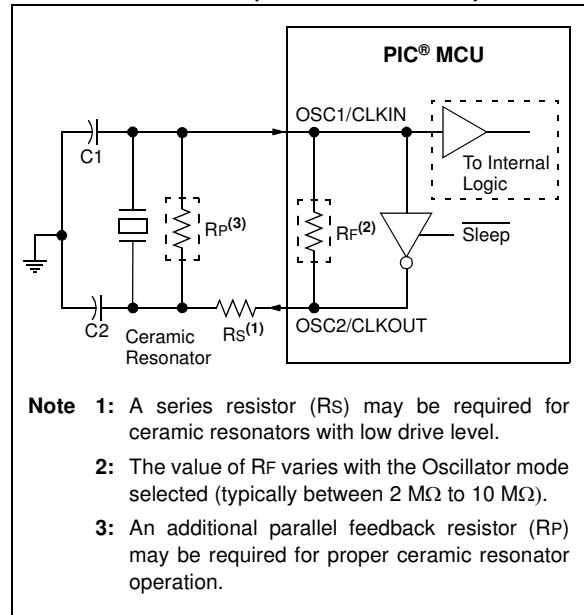 PIC® MCU
OSC1/CLKIN
C1
To Internal
Logic
RP(3)
RF(2)
Sleep
C2
Ceramic
Resonator
RS(1)
OSC2/CLKOUT
Note 1: A series resistor (RS) may be required for
ceramic resonators with low drive level.
2: The value of RF varies with the Oscillator mode
selected (typically between 2 MΩ to 10 MΩ).
3: An additional parallel feedback resistor (RP)
may be required for proper ceramic resonator
operation.